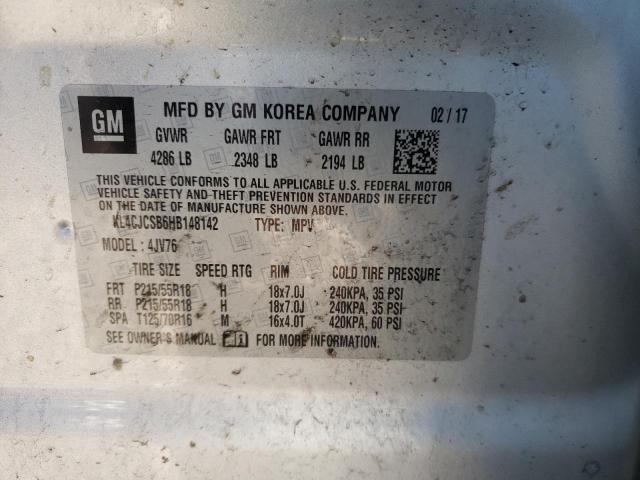 GM MFD BY GM KOREA COMPANY 02 / 17
GVWR GAWR FRT GAWR RR
4286 LB 2348 LB 2194 LB
THIS VEHICLE CONFORMS TO ALL APPLICABLE U.S. FEDERAL MOTOR
VEHICLE SAFETY AND THEFT PREVENTION STANDARDS IN EFFECT
ON THE DATE OF MANUFACTURE SHOWN ABOVE.
KL4CJCSB6HB148142 TYPE: MPV
MODEL: 4JV76
TIRE SIZE SPEED RTG RIM COLD TIRE PRESSURE
FRT P215/55R18 H 18x7.0J 240KPA, 35 PSI
RR P215/55R18 H 18x7.0J 240KPA, 35 PSI
SPA T125/70R16 M 16x4.0T 420KPA, 60 PSI
SEE OWNER'S MANUAL FOR MORE INFORMATION.